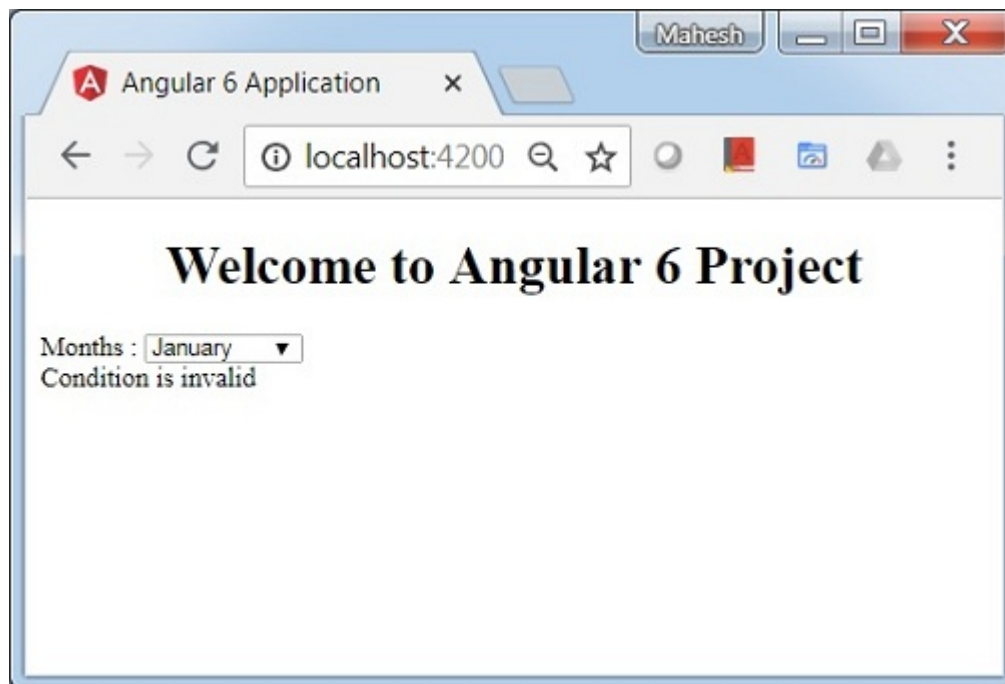 Mahesh
Angular 6 Application
localhost:4200
Welcome to Angular 6 Project
Months : January
Condition is invalid